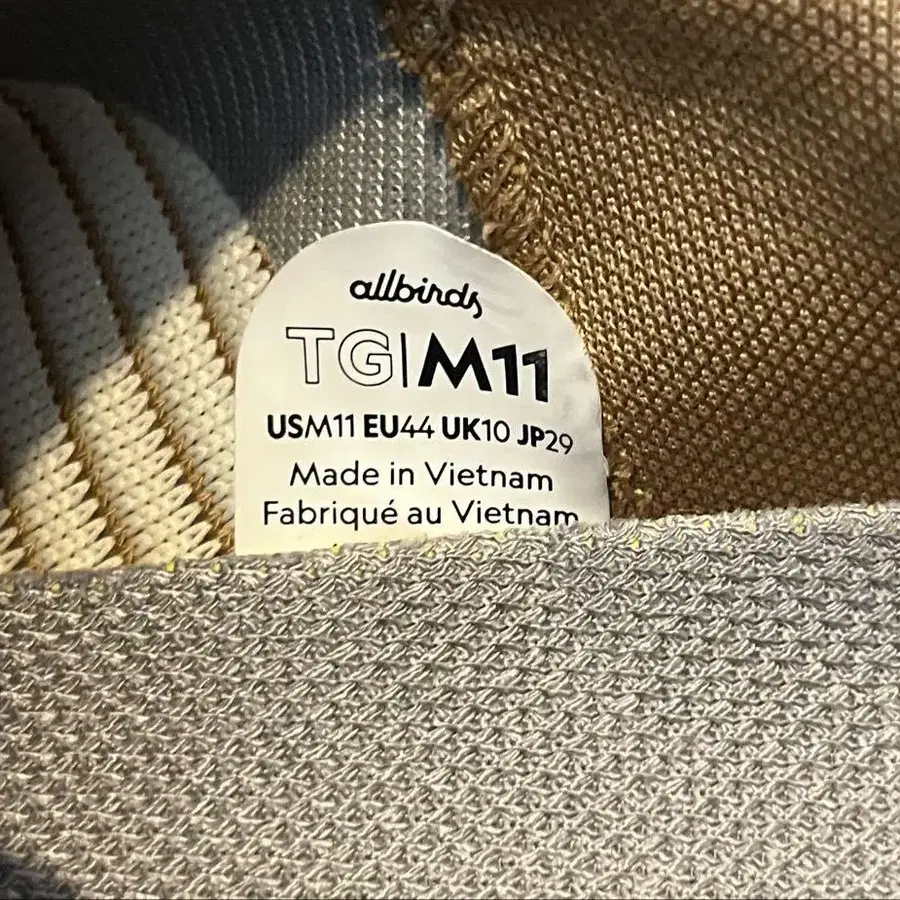 allbirds
TG|M11
USM11 EU44 UK10 JP29
Made in Vietnam
Fabriqué au Vietnam